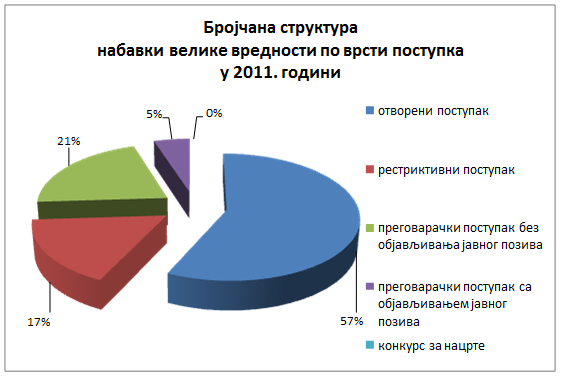 Бројчана структура
набавки велике вредности по врсти поступка
у 2011. години
5%
0%
21%
17%
57%
отворени поступак
рестриктивни поступак
преговарачки поступак без
објављивања јавног позива
преговарачки поступак са
објављивањем јавног
позива
конкурс за нацрте